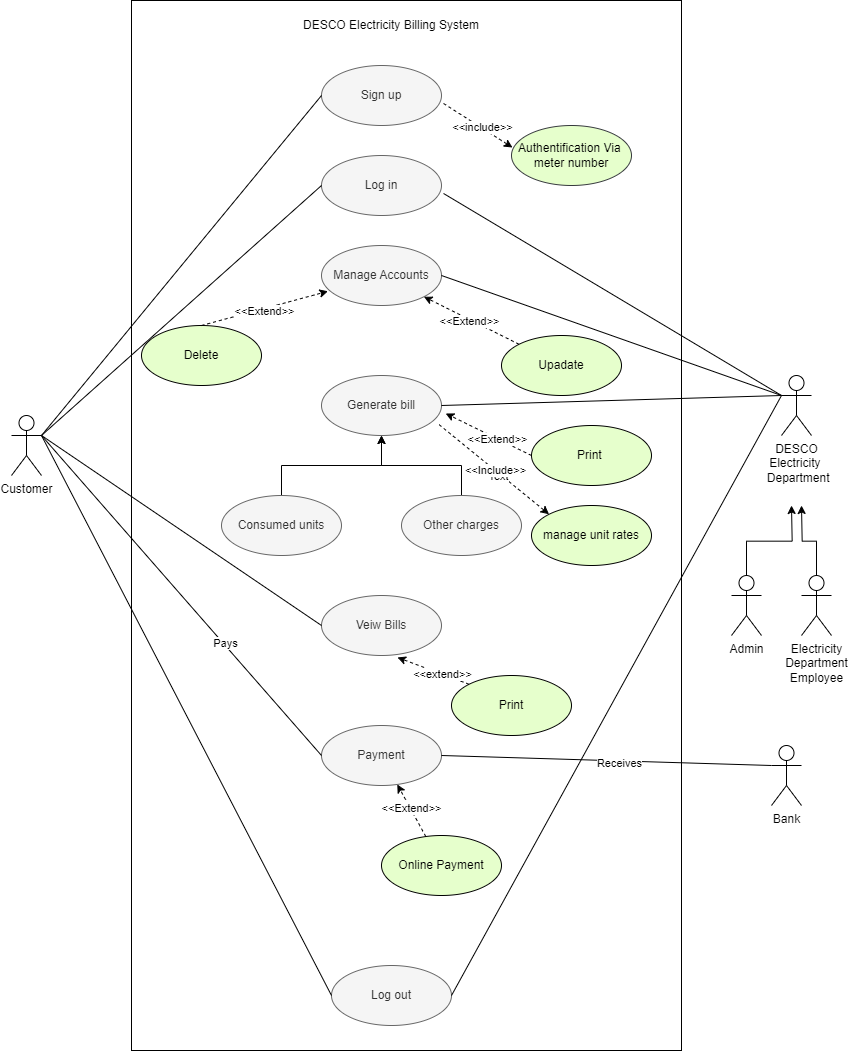 DESCO Electricity Billing System
Sign up
<<include>>
Authentification Via
meter number
Log in
Manage Accounts
<<Extend>>
<<Extend>>
Delete
Upadate
Generate bill
<<Extend>>
Print
<<Include>>
Consumed units
Other charges
manage unit rates
Customer
DESCO
Electricity
Department
Admin
Electricity
Department
Employee
Veiw Bills
Pays
<<extend>>
Print
Payment
Receives
Bank
<<Extend>>
Online Payment
Log out